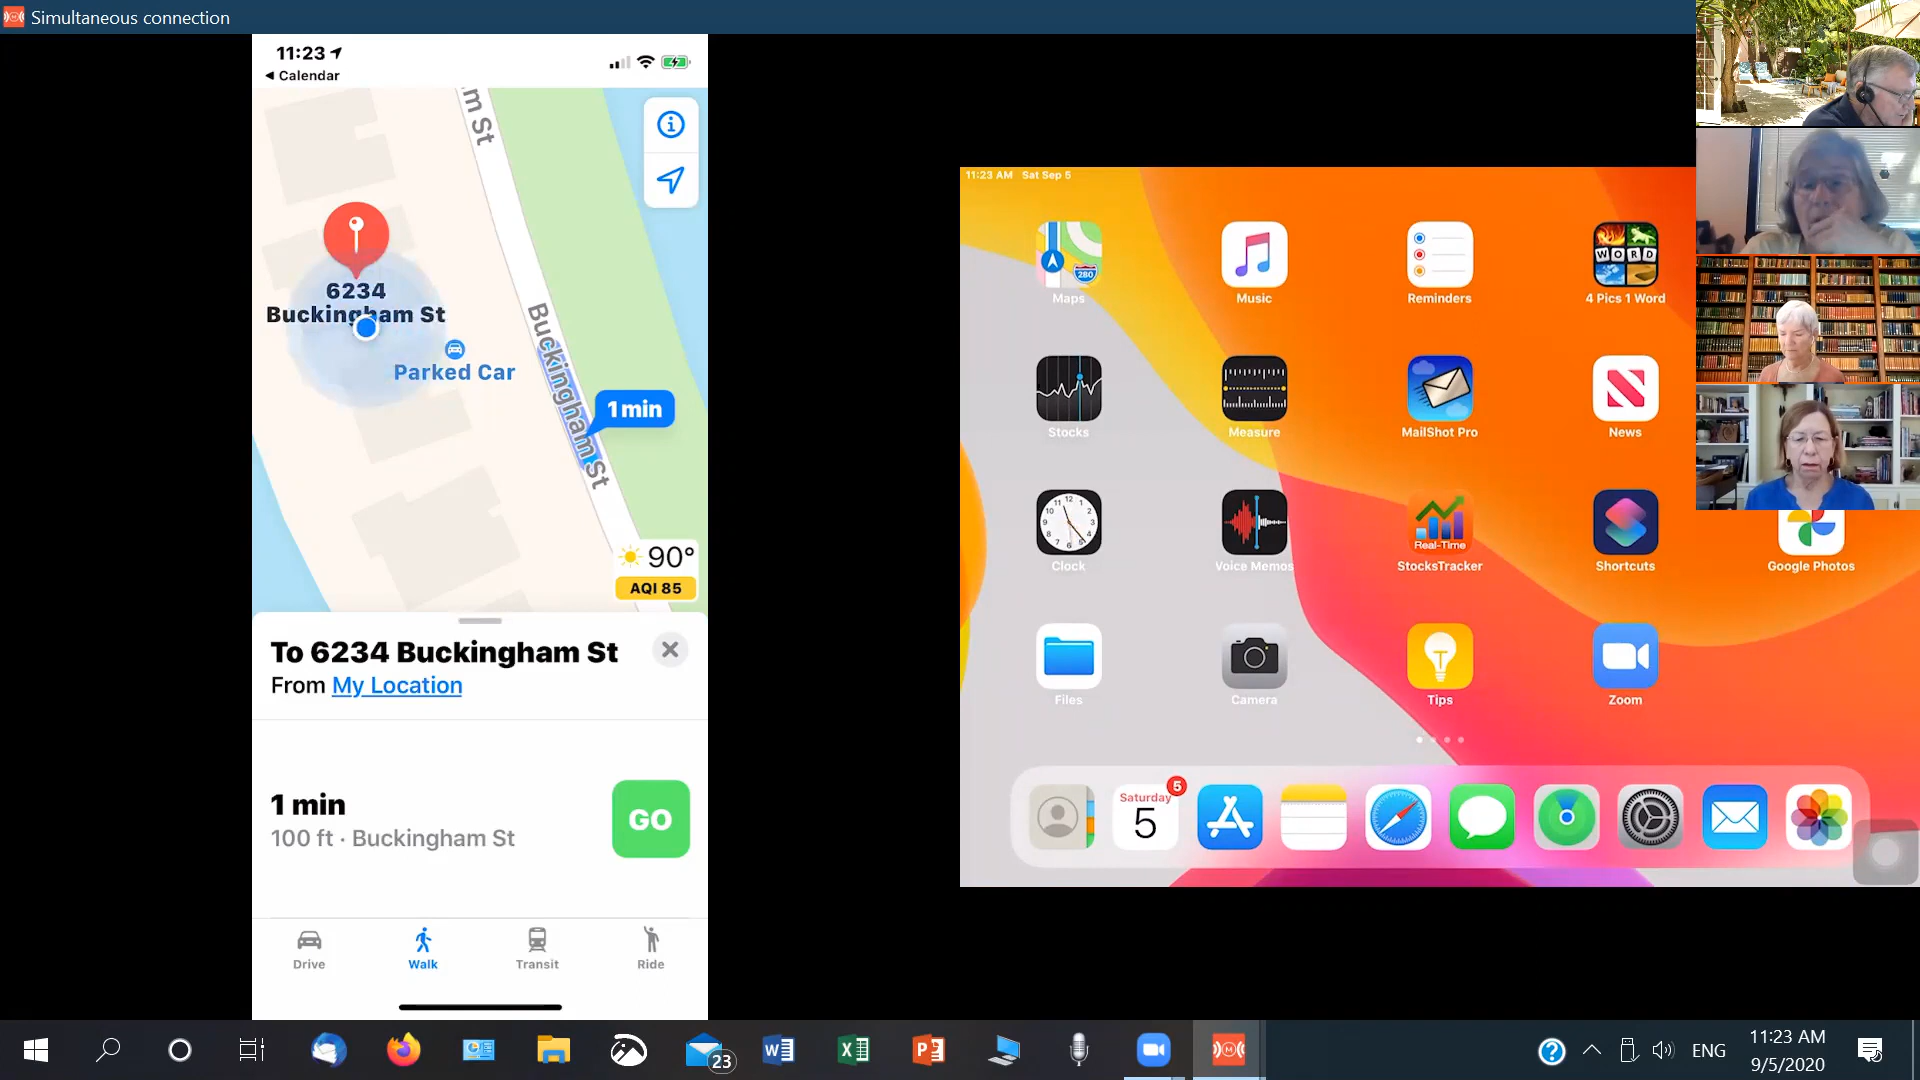 Simultaneous connection
11:23
Calendar
m St
6234
Buckingham St
Parked Car
Buckingham St
1 min
90°
AQI 85
To 6234 Buckingham St
From My Location
1 min
100 ft · Buckingham St
GO
Drive
Walk
Transit
Ride
11:23 AM Sat Sep 5
280
WORD
Maps
Music
Reminders
4 Pics 1 Word
Stocks
Measure
MailShot Pro
News
Real-Time
Clock
Voice Memos
StocksTracker
Shortcuts
Google Photos
Files
Camera
Tips
Zoom
Saturday
5
5
23
ENG
11:23 AM
9/5/2020